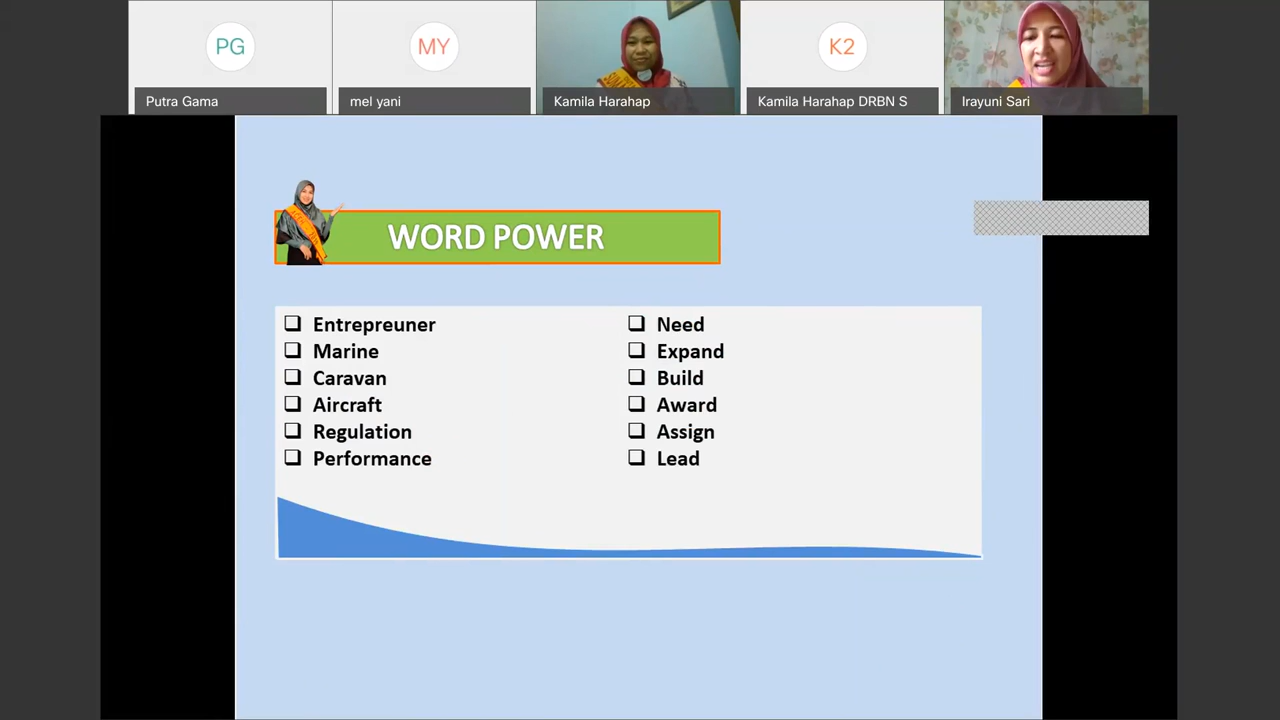 PG
MY
K2
Putra Gama
mel yani
Kamila Harahap
Kamila Harahap DRBN S
Irayuni Sari
WORD POWER
Entrepreuner
Marine
Caravan
Aircraft
Regulation
Performance
Need
Expand
Build
Award
Assign
Lead